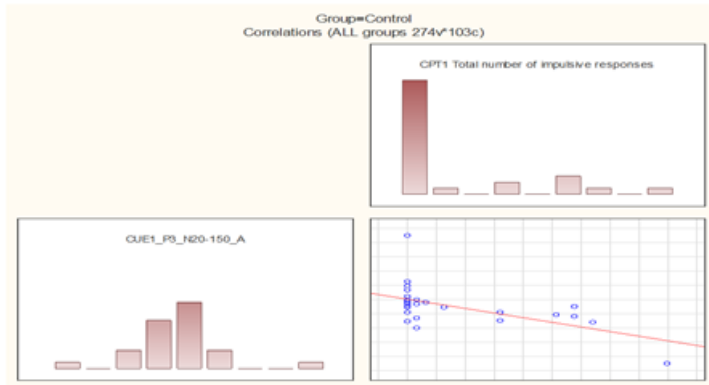 Group=Control
Correlations (ALL groups 274v*103c)
CPT1 Total number of impulsive responses
CUE1_P3_N20-150_A